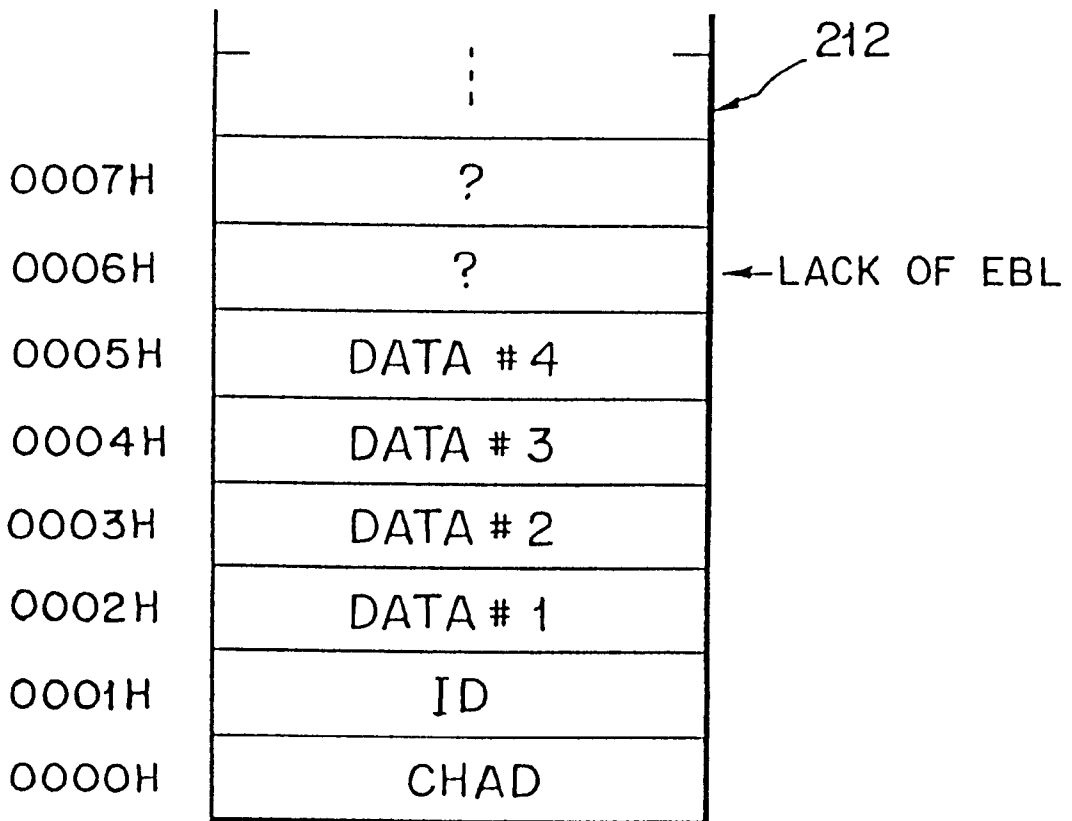 212
0007H ?
0006H ? LACK OF EBL
0005H DATA #4
0004H DATA #3
0003H DATA #2
0002H DATA #1
0001H ID
0000H CHAD